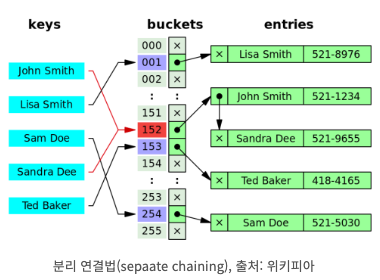 keys buckets entries
000 ×
John Smith 001 × Lisa Smith 521-8976
002 ×
Lisa Smith : :
151 × John Smith 521-1234
Sam Doe 152
153 × Sandra Dee 521-9655
Sandra Dee 154 ×
: : × Ted Baker 418-4165
Ted Baker 253 ×
254 × Sam Doe 521-5030
255 ×
분리 연결법(sepaate chaining), 출처: 위키피아